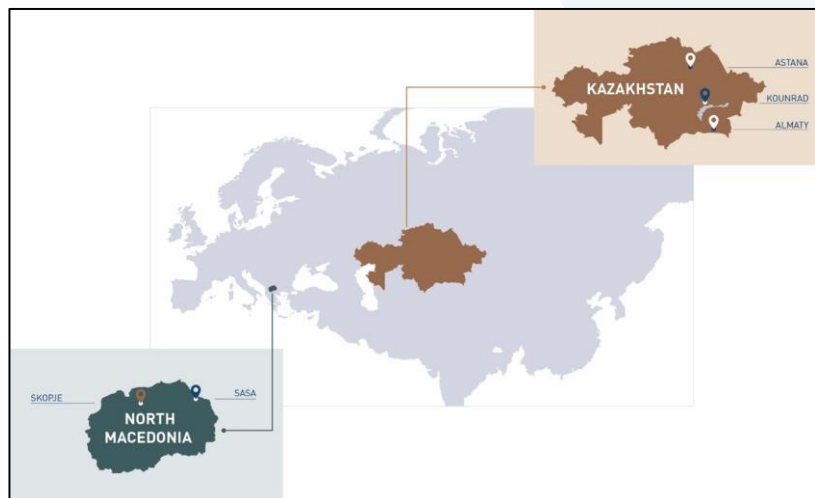 ASTANA
KAZAKHSTAN
KOUNRAD
ALMATY
SKOPJE
SASA
NORTH
MACEDONIA